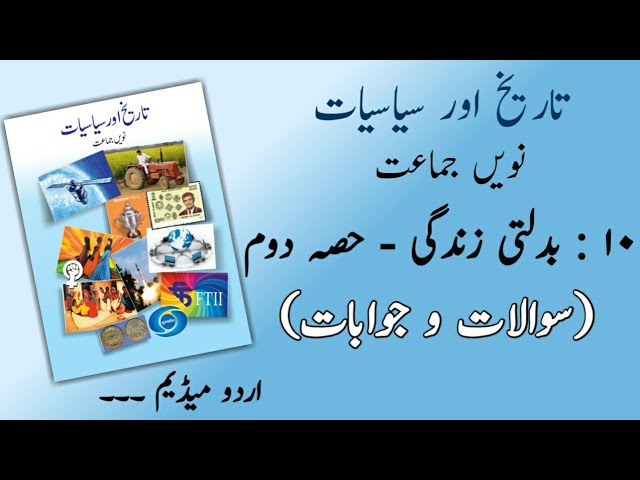 تاریخ اور سیاسیات
نویں جماعت
۱۰ : بدلتی زندگی - حصہ دوم
(سوالات و جوابات)
اردو میڈیم ---
تاریخ اور سیاسیات
نویں جماعت
FTII